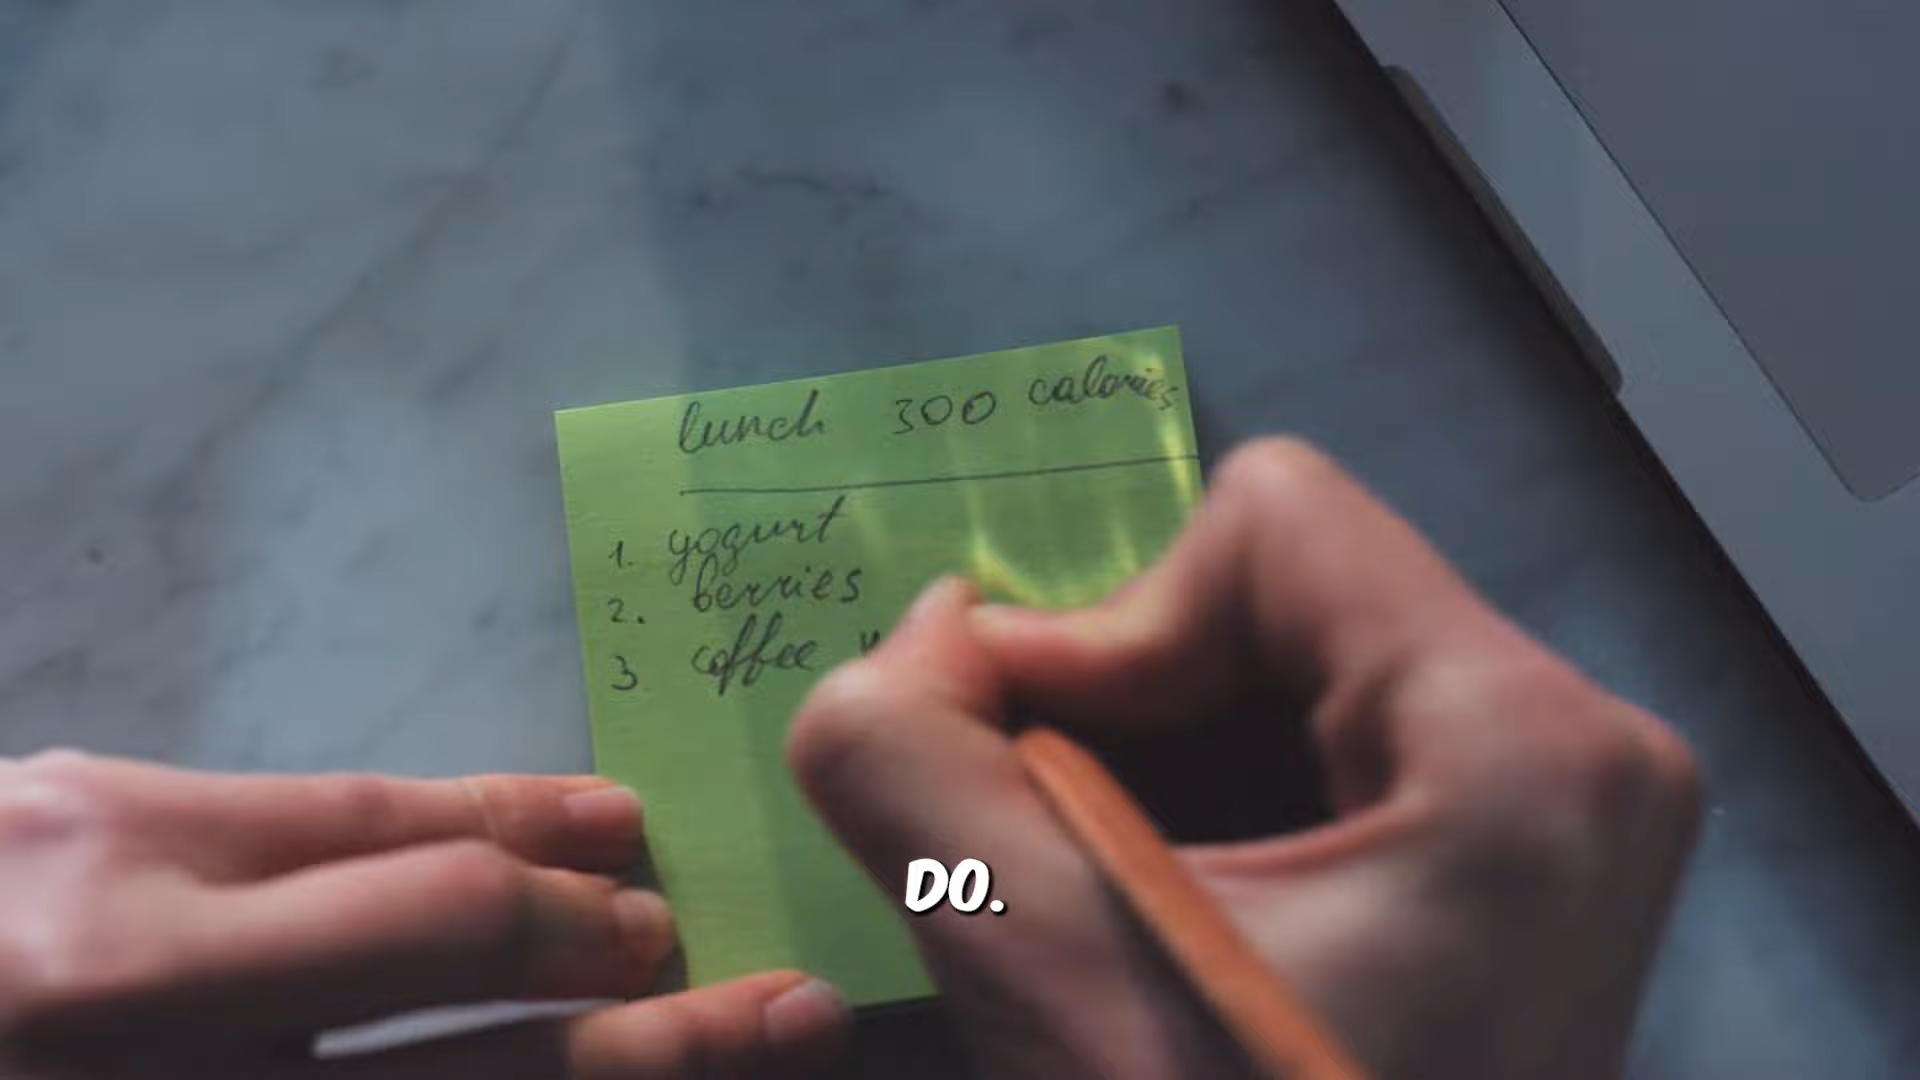 lunch 300 calories
1. yogurt
2. berries
3 coffee
DO.